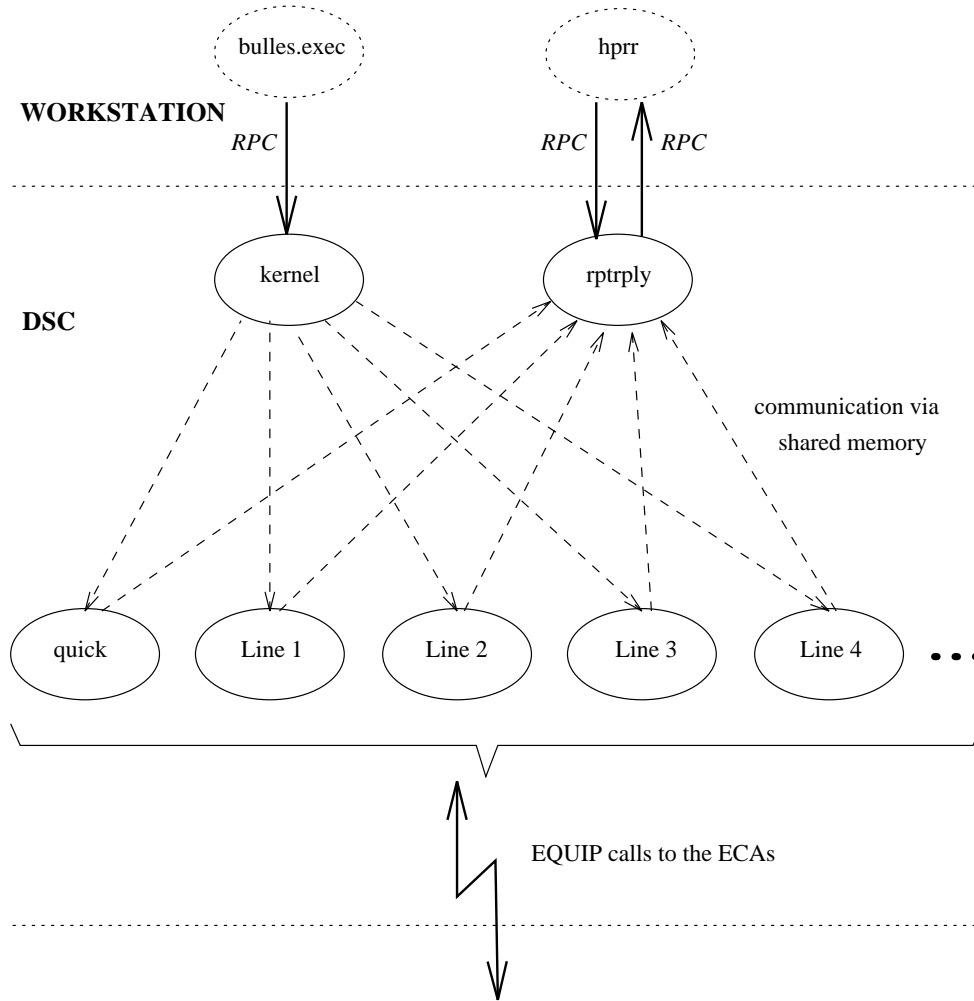 bulles.exec
hprr
WORKSTATION
RPC
RPC
RPC
kernel
rptrply
DSC
communication via
shared memory
quick
Line 1
Line 2
Line 3
Line 4
...
EQUIP calls to the ECAs